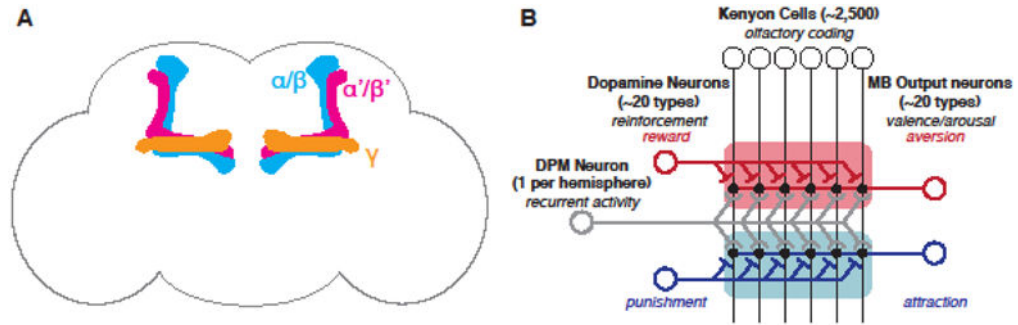 A
α/β
α'/β'
γ
B
Kenyon Cells (~2,500)
olfactory coding
Dopamine Neurons
(~20 types)
reinforcement
reward
MB Output neurons
(~20 types)
valence/arousal
aversion
DPM Neuron
(1 per hemisphere)
recurrent activity
punishment
attraction